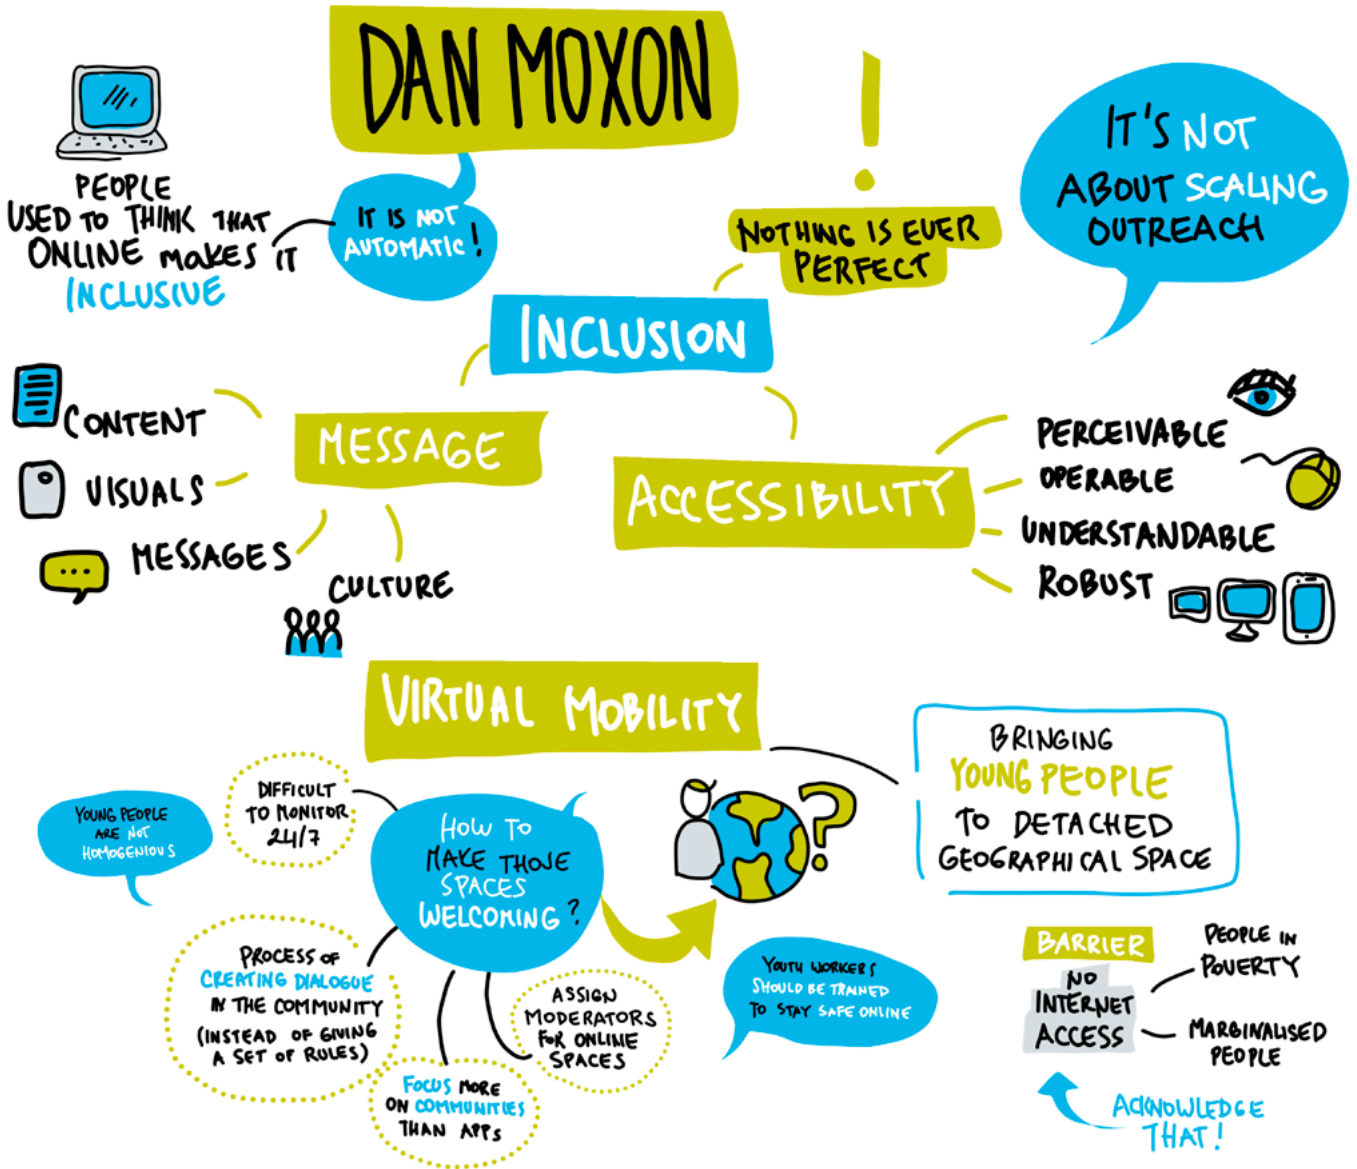 DAN MOXON
PEOPLE
USED TO THINK THAT
ONLINE MAKES IT
INCLUSIVE
IT IS NOT
AUTOMATIC!
!
NOTHING IS EVER
PERFECT
IT'S NOT
ABOUT SCALING
OUTREACH
INCLUSION
MESSAGE
CONTENT
VISUALS
MESSAGES
CULTURE
ACCESSIBILITY
PERCEIVABLE
OPERABLE
UNDERSTANDABLE
ROBUST
VIRTUAL MOBILITY
BRINGING
YOUNG PEOPLE
TO DETACHED
GEOGRAPHICAL SPACE
YOUNG PEOPLE
ARE NOT
HOMOGENIOUS
DIFFICULT
TO MONITOR
24/7
HOW TO
MAKE THOSE
SPACES
WELCOMING?
?
PROCESS OF
CREATING DIALOGUE
IN THE COMMUNITY
(INSTEAD OF GIVING
A SET OF RULES)
FOCUS MORE
ON COMMUNITIES
THAN APPS
ASSIGN
MODERATORS
FOR ONLINE
SPACES
YOUTH WORKERS
SHOULD BE TRAINED
TO STAY SAFE ONLINE
BARRIER
NO
INTERNET
ACCESS
PEOPLE IN
POVERTY
MARGINALISED
PEOPLE
ACKNOWLEDGE
THAT!